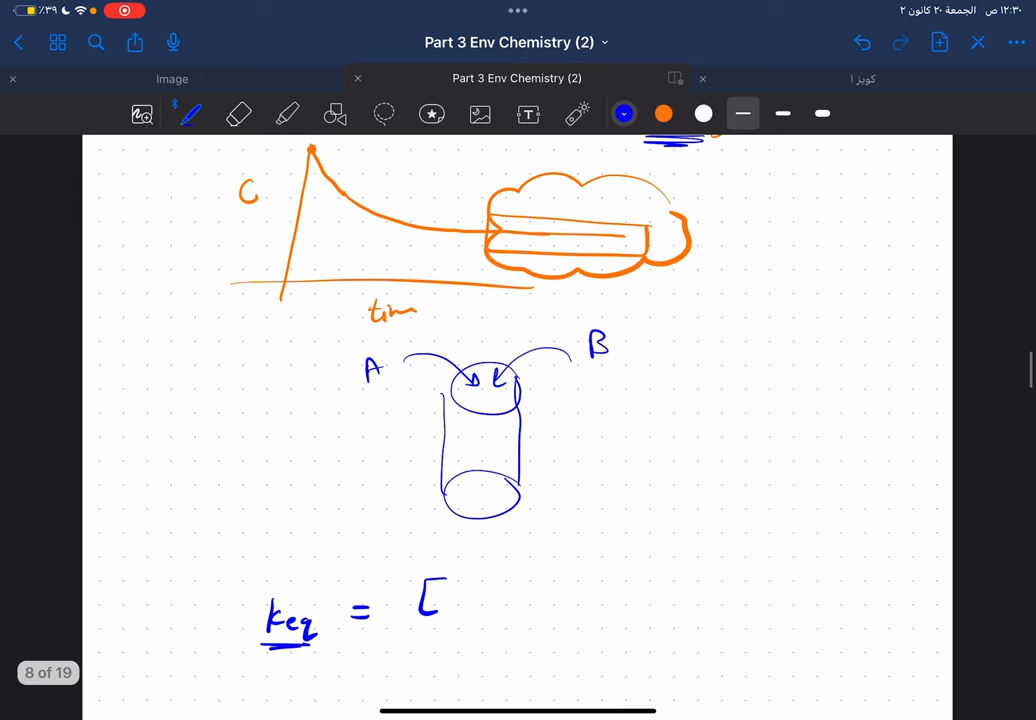 ٪٣٩
١٢:٣٠ ص الجمعة ٢٠ كانون ٢
Part 3 Env Chemistry (2)
Image
Part 3 Env Chemistry (2)
كويز ١
C
tim
A
B
keq = [
8 of 19